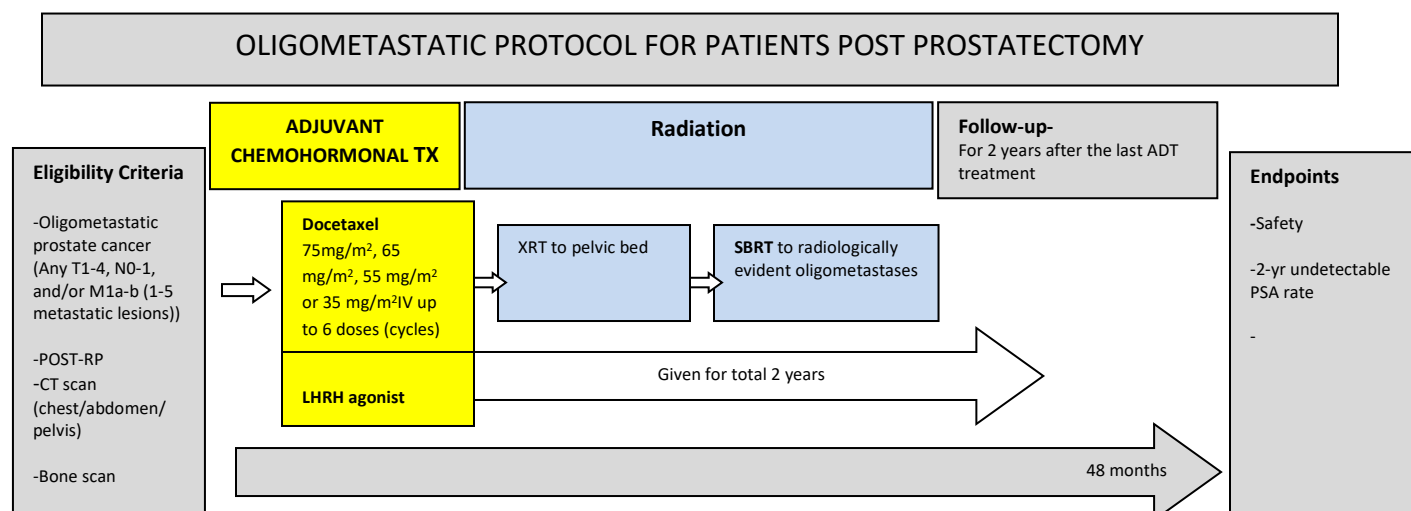 OLIGOMETASTATIC PROTOCOL FOR PATIENTS POST PROSTATECTOMY
Eligibility Criteria
-Oligometastatic
prostate cancer
(Any T1-4, N0-1,
and/or M1a-b (1-5
metastatic lesions))
-POST-RP
-CT scan
(chest/abdomen/
pelvis)
-Bone scan
ADJUVANT
CHEMOHORMONAL TX
Docetaxel
75mg/m², 65
mg/m², 55 mg/m²
or 35 mg/m²IV up
to 6 doses (cycles)
LHRH agonist
Radiation
XRT to pelvic bed
SBRT to radiologically
evident oligometastases
Given for total 2 years
Follow-up-
For 2 years after the last ADT
treatment
48 months
Endpoints
-Safety
-2-yr undetectable
PSA rate
-